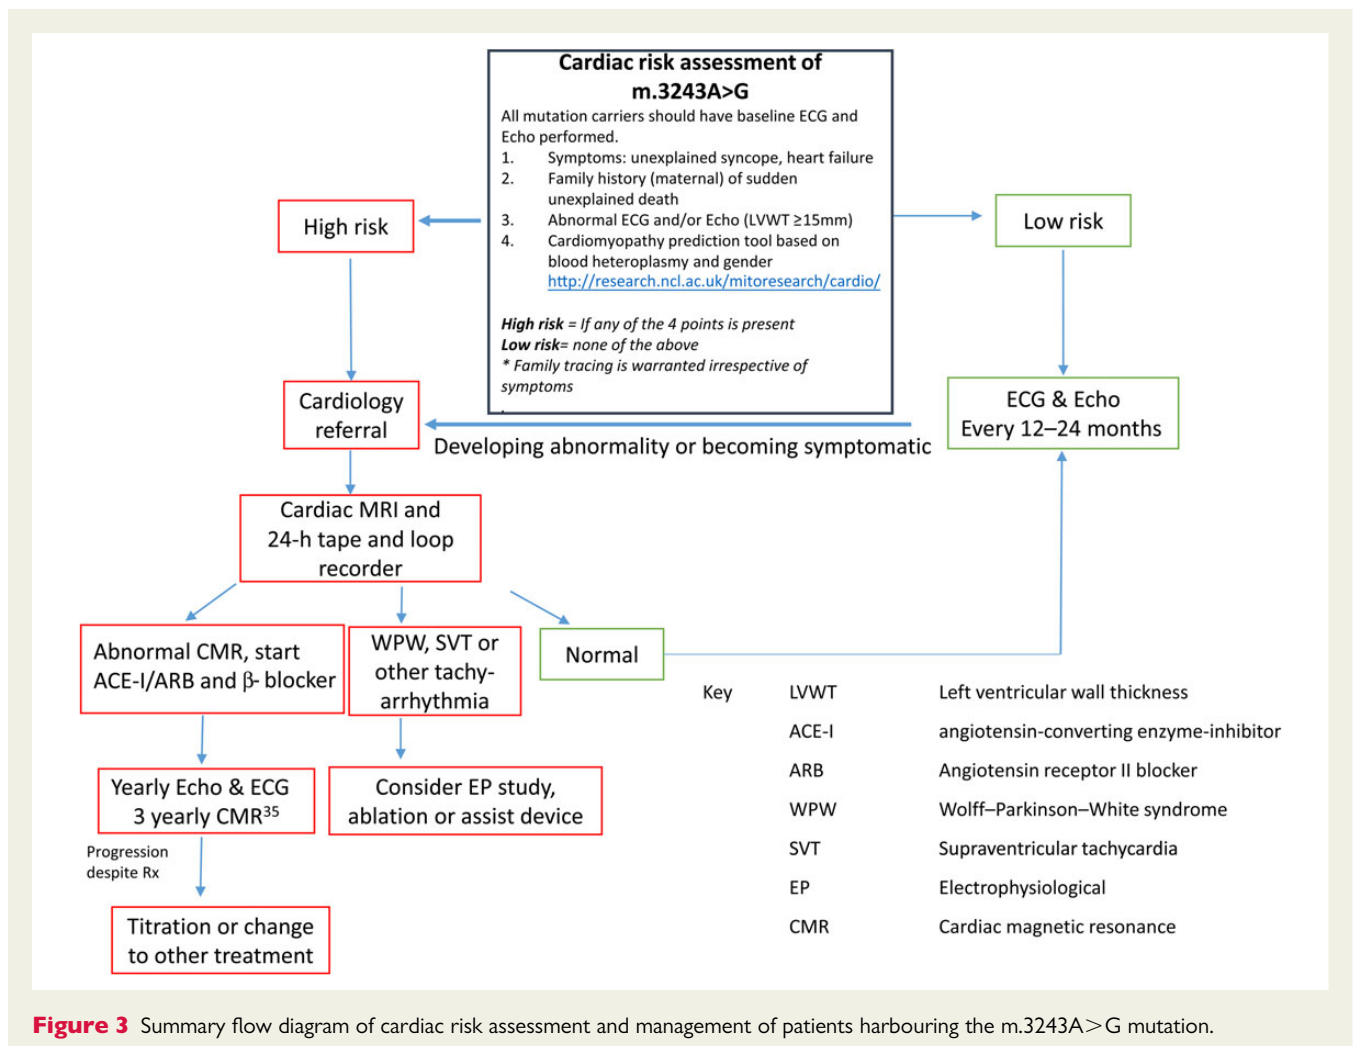 Cardiac risk assessment of
m.3243A>G
All mutation carriers should have baseline ECG and
Echo performed.
1. Symptoms: unexplained syncope, heart failure
2. Family history (maternal) of sudden
unexplained death
3. Abnormal ECG and/or Echo (LVWT ≥15mm)
4. Cardiomyopathy prediction tool based on
blood heteroplasmy and gender
http://research.ncl.ac.uk/mitoresearch/cardio/
High risk = If any of the 4 points is present
Low risk= none of the above
* Family tracing is warranted irrespective of
symptoms
.
High risk
Low risk
Cardiology
referral
ECG & Echo
Every 12–24 months
Developing abnormality or becoming symptomatic
Cardiac MRI and
24-h tape and loop
recorder
Abnormal CMR, start
ACE-I/ARB and β- blocker
WPW, SVT or
other tachy-
arrhythmia
Normal
Yearly Echo & ECG
3 yearly CMR³⁵
Consider EP study,
ablation or assist device
Progression
despite Rx
Titration or change
to other treatment
Key LVWT Left ventricular wall thickness
ACE-I angiotensin-converting enzyme-inhibitor
ARB Angiotensin receptor II blocker
WPW Wolff–Parkinson–White syndrome
SVT Supraventricular tachycardia
EP Electrophysiological
CMR Cardiac magnetic resonance
Figure 3 Summary flow diagram of cardiac risk assessment and management of patients harbouring the m.3243A>G mutation.